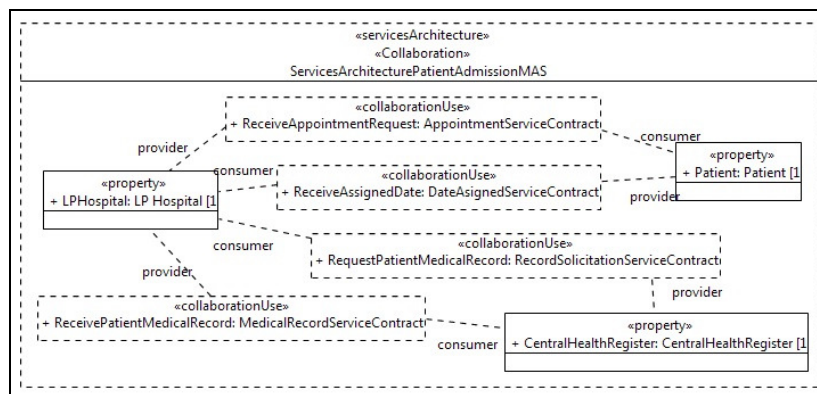 «servicesArchitecture»
«Collaboration»
ServicesArchitecturePatientAdmissionMAS
«collaborationUse»
+ ReceiveAppointmentRequest: AppointmentServiceContract
provider
consumer
«property»
+ LPHospital: LP Hospital [1
consumer
«collaborationUse»
+ ReceiveAssignedDate: DateAsignedServiceContract
«property»
+ Patient: Patient [1
provider
consumer
«collaborationUse»
+ RequestPatientMedicalRecord: RecordSolicitationServiceContract
provider
provider
«collaborationUse»
+ ReceivePatientMedicalRecord: MedicalRecordServiceContract
consumer
«property»
+ CentralHealthRegister: CentralHealthRegister [1